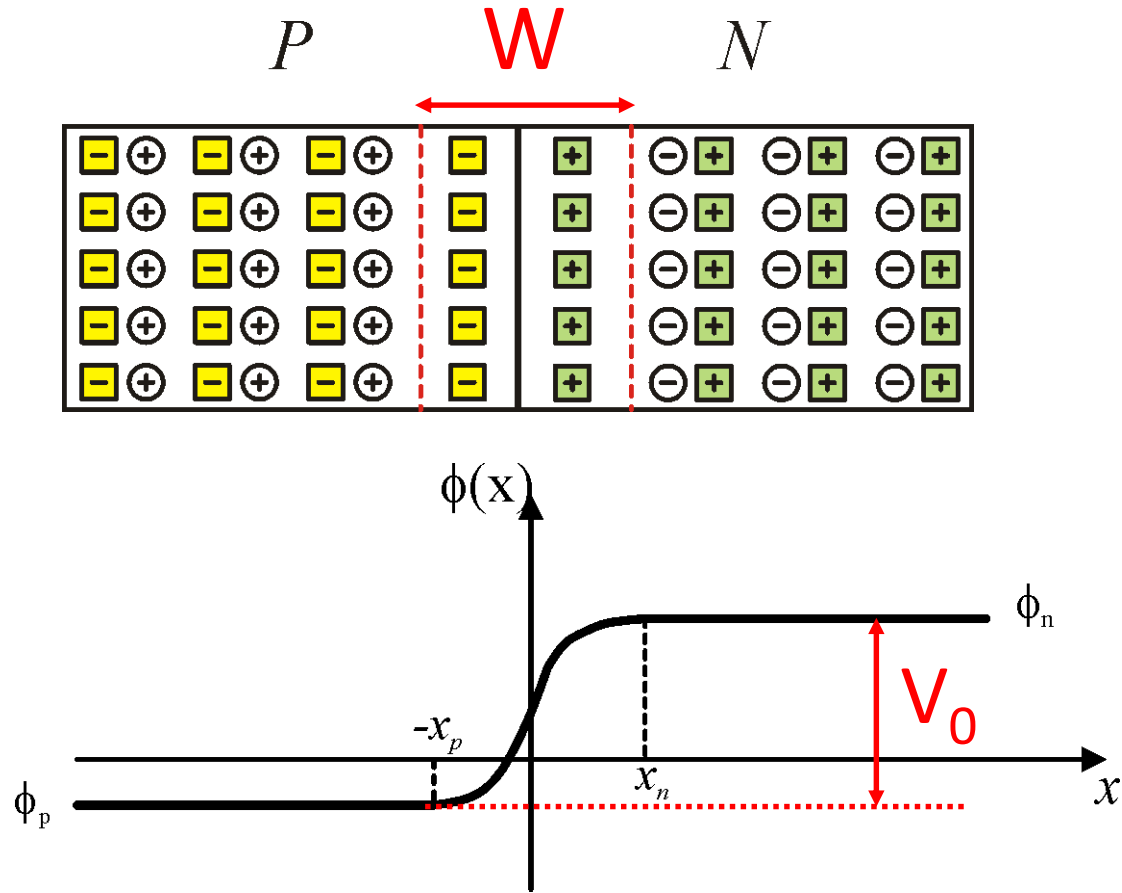 P W N
− + − + − + − + − + − + − +
− + − + − + − + − + − + − +
− + − + − + − + − + − + − +
− + − + − + − + − + − + − +
− + − + − + − + − + − + − +
ϕ(x)
ϕₙ
V₀
-xₚ
xₙ
x
ϕₚ